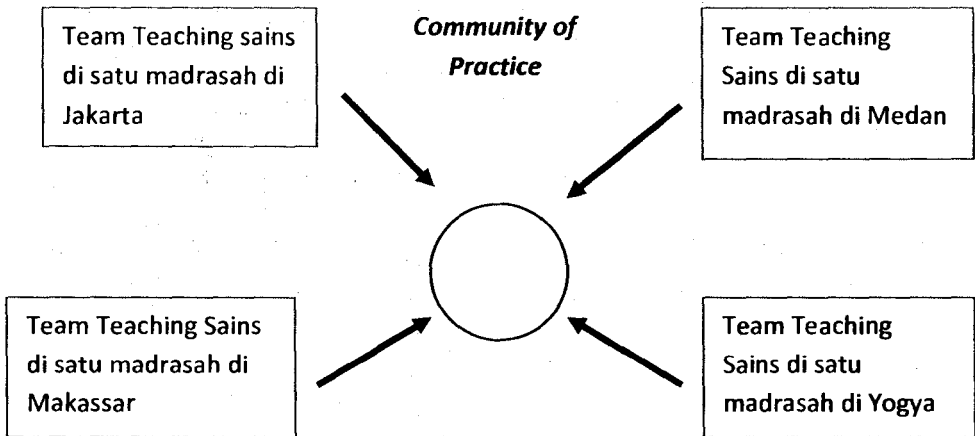 Team Teaching sains
di satu madrasah di
Jakarta
Community of
Practice
Team Teaching
Sains di satu
madrasah di Medan
Team Teaching Sains
di satu madrasah di
Makassar
Team Teaching
Sains di satu
madrasah di Yogya